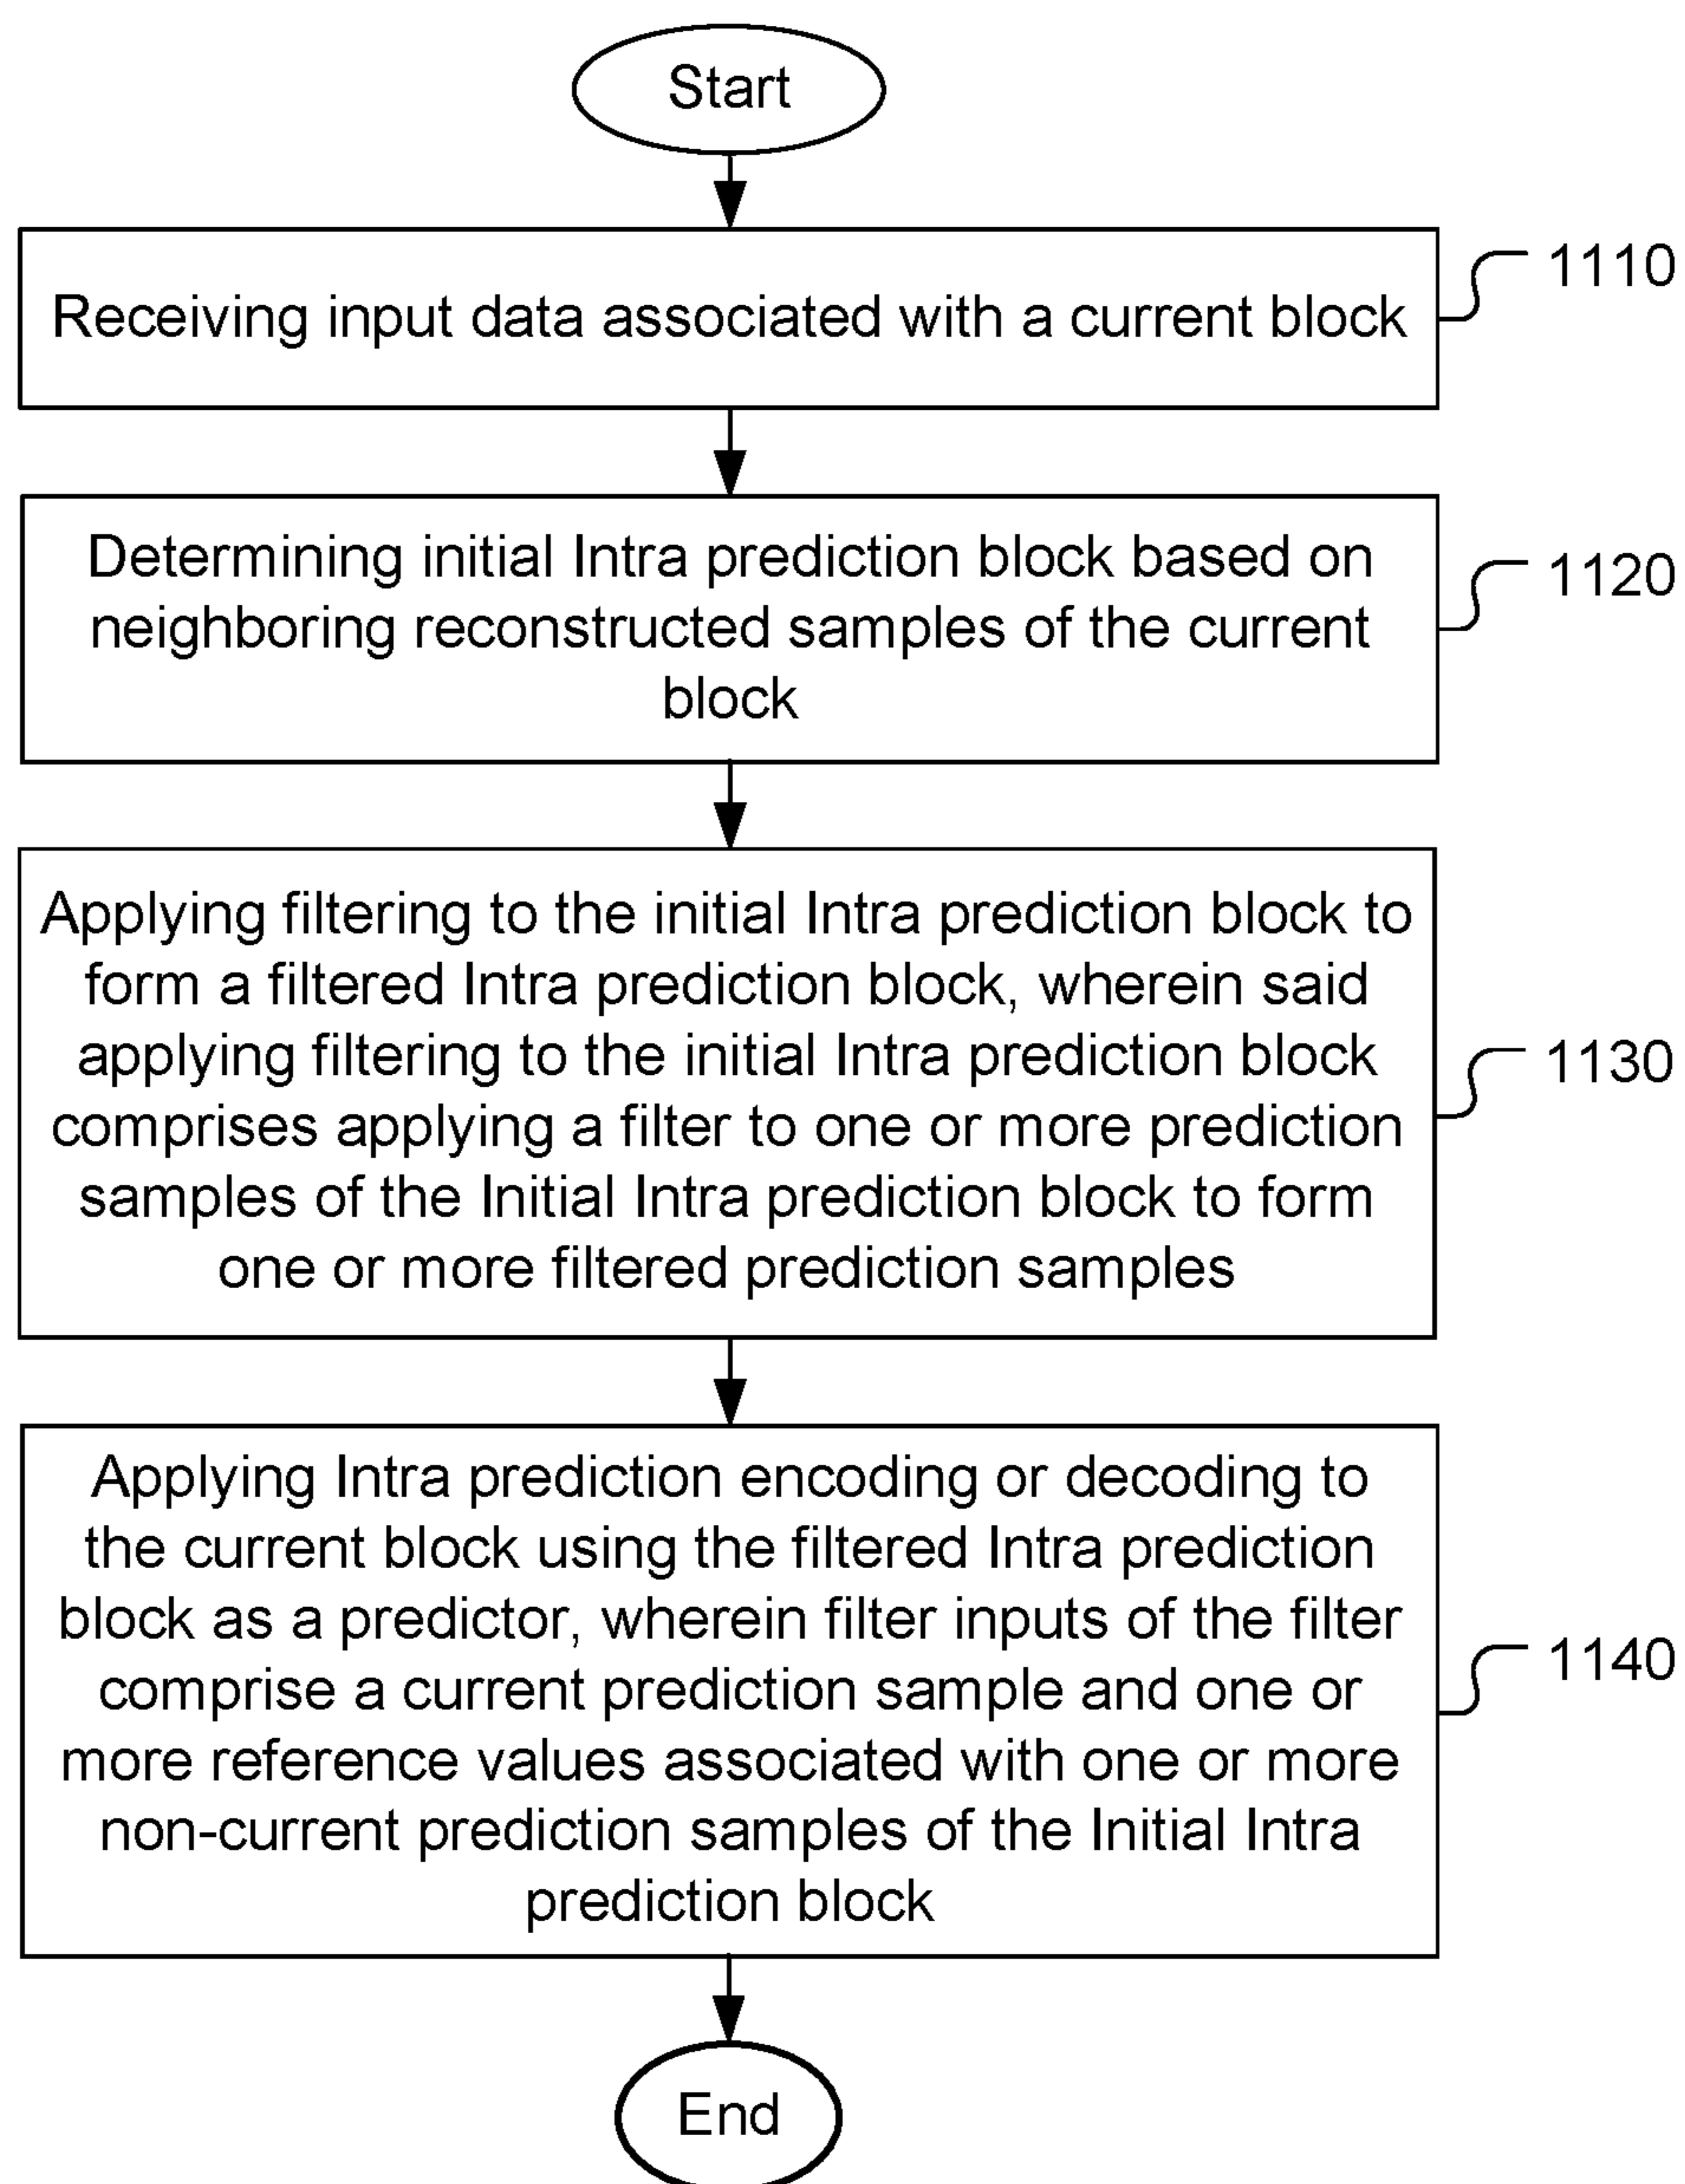 Start
Receiving input data associated with a current block
1110
Determining initial Intra prediction block based on
neighboring reconstructed samples of the current
block
1120
Applying filtering to the initial Intra prediction block to
form a filtered Intra prediction block, wherein said
applying filtering to the initial Intra prediction block
comprises applying a filter to one or more prediction
samples of the Initial Intra prediction block to form
one or more filtered prediction samples
1130
Applying Intra prediction encoding or decoding to
the current block using the filtered Intra prediction
block as a predictor, wherein filter inputs of the filter
comprise a current prediction sample and one or
more reference values associated with one or more
non-current prediction samples of the Initial Intra
prediction block
1140
End